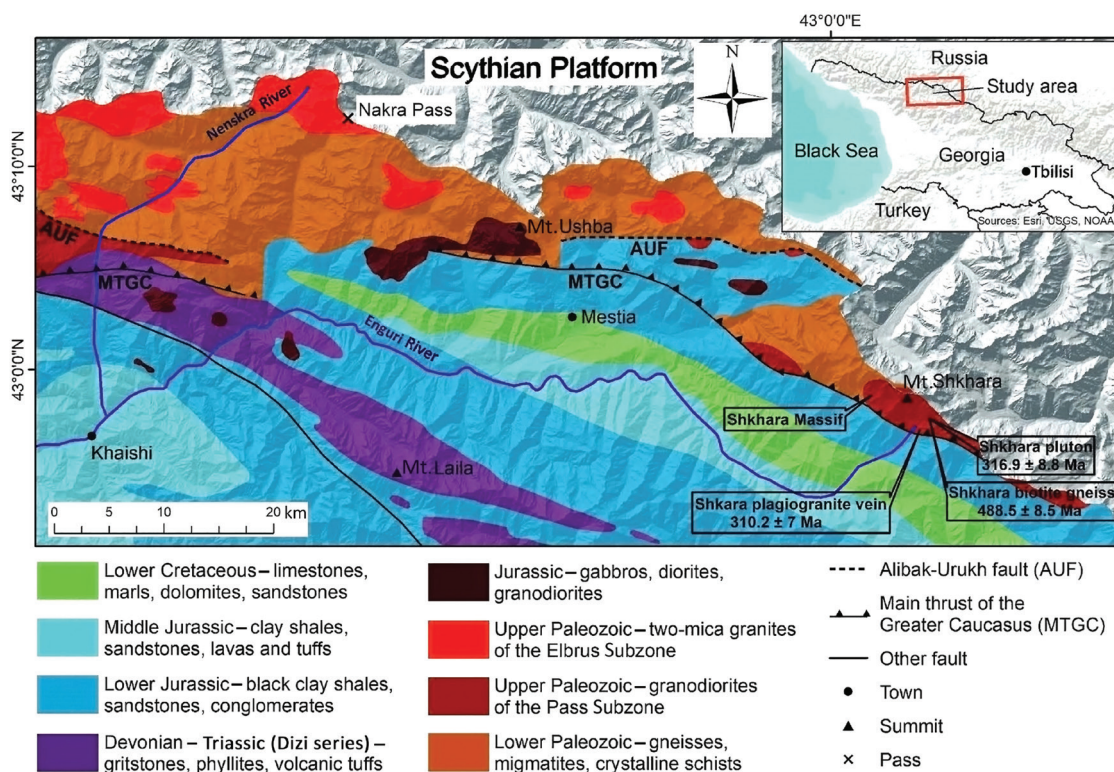 43°0'0"E
Scythian Platform
N
Russia
Study area
Black Sea
Georgia
Tbilisi
Turkey
Sources: Esri, USGS, NOAA
43°10'0"N
43°0'0"N
Nenskra River
Nakra Pass
Mt.Ushba
AUF
AUF
MTGC
MTGC
Mestia
Enguri River
Mt.Shkhara
Shkhara Massif
Khaishi
Mt.Laila
Shkhara pluton
316.9 ± 8.8 Ma
Shkara plagiogranite vein
310.2 ± 7 Ma
Shkhara biotite gneiss
488.5 ± 8.5 Ma
0 5 10 20 km
Lower Cretaceous – limestones,
marls, dolomites, sandstones
Middle Jurassic – clay shales,
sandstones, lavas and tuffs
Lower Jurassic – black clay shales,
sandstones, conglomerates
Devonian – Triassic (Dizi series) –
gritstones, phyllites, volcanic tuffs
Jurassic – gabbros, diorites,
granodiorites
Upper Paleozoic – two-mica granites
of the Elbrus Subzone
Upper Paleozoic – granodiorites
of the Pass Subzone
Lower Paleozoic – gneisses,
migmatites, crystalline schists
Alibak-Urukh fault (AUF)
Main thrust of the
Greater Caucasus (MTGC)
Other fault
Town
Summit
Pass